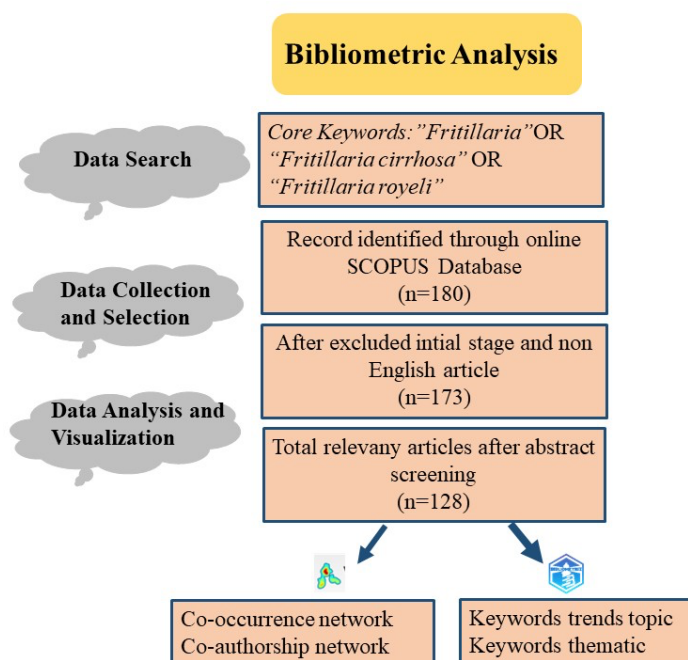 Bibliometric Analysis
Data Search
Core Keywords:”Fritillaria”OR
“Fritillaria cirrhosa” OR
“Fritillaria royeli”
Record identified through online
SCOPUS Database
(n=180)
Data Collection
and Selection
After excluded intial stage and non
English article
(n=173)
Data Analysis and
Visualization
Total relevany articles after abstract
screening
(n=128)
Co-occurrence network
Co-authorship network
Keywords trends topic
Keywords thematic